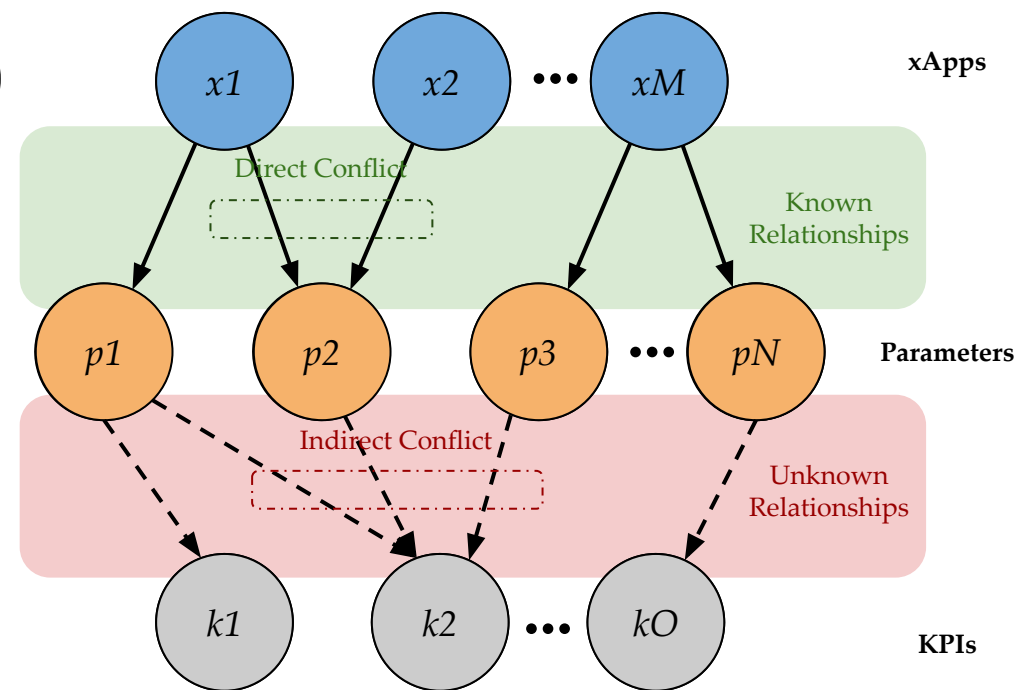 x1
x2
•••
xM
xApps
Direct Conflict
Known
Relationships
p1
p2
p3
•••
pN
Parameters
Indirect Conflict
Unknown
Relationships
k1
k2
•••
kO
KPIs